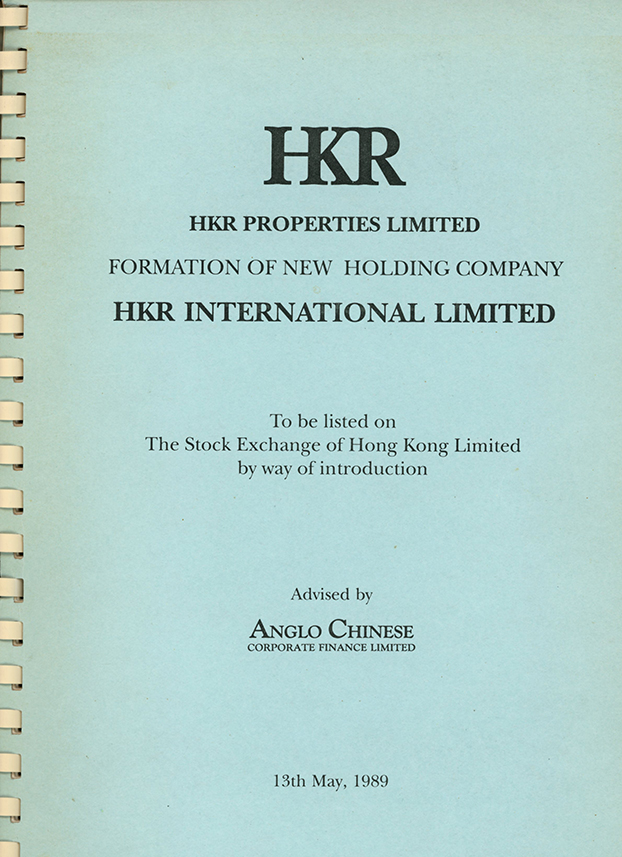 HKR
HKR PROPERTIES LIMITED
FORMATION OF NEW HOLDING COMPANY
HKR INTERNATIONAL LIMITED
To be listed on
The Stock Exchange of Hong Kong Limited
by way of introduction
Advised by
ANGLO CHINESE
CORPORATE FINANCE LIMITED
13th May, 1989